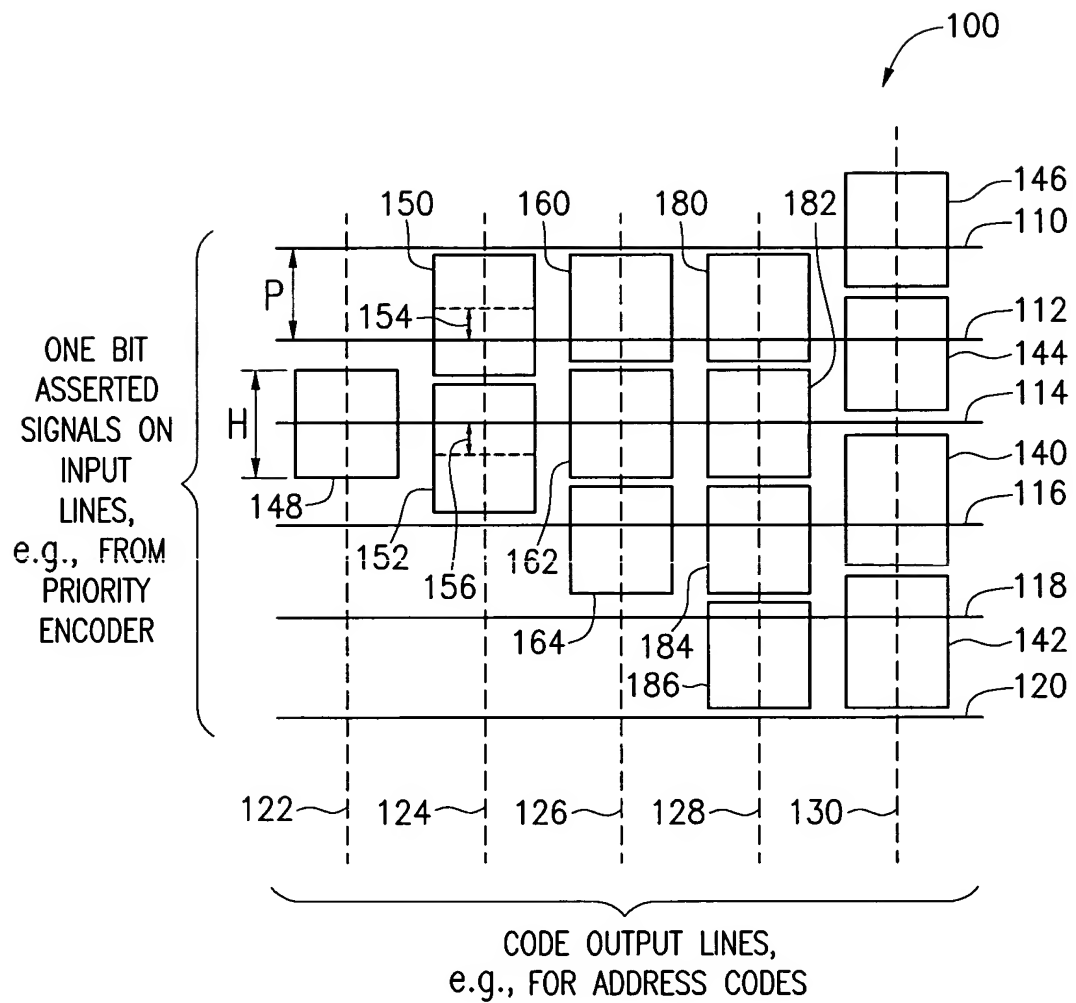 100
150
160
180
182
146
110
P
154
112
144
ONE BIT
ASSERTED
SIGNALS ON
INPUT
LINES,
e.g., FROM
PRIORITY
ENCODER
H
114
140
148
152
156
162
116
164
184
118
142
186
120
122
124
126
128
130
CODE OUTPUT LINES,
e.g., FOR ADDRESS CODES